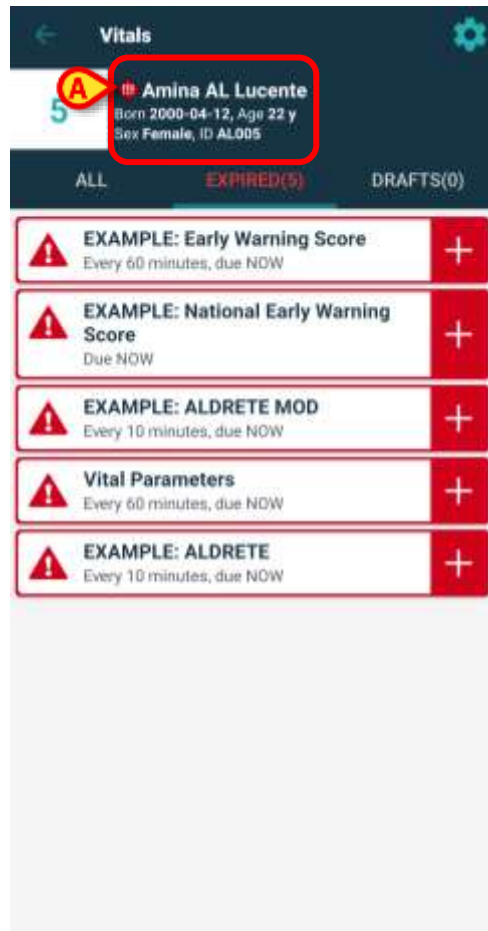 Vitals
5
A
Amina AL Lucente
Born 2000-04-12, Age 22 y
Sex Female, ID AL005
ALL
EXPIRED(5)
DRAFTS(0)
EXAMPLE: Early Warning Score
Every 60 minutes, due NOW
EXAMPLE: National Early Warning
Score
Due NOW
EXAMPLE: ALDRETE MOD
Every 10 minutes, due NOW
Vital Parameters
Every 60 minutes, due NOW
EXAMPLE: ALDRETE
Every 10 minutes, due NOW